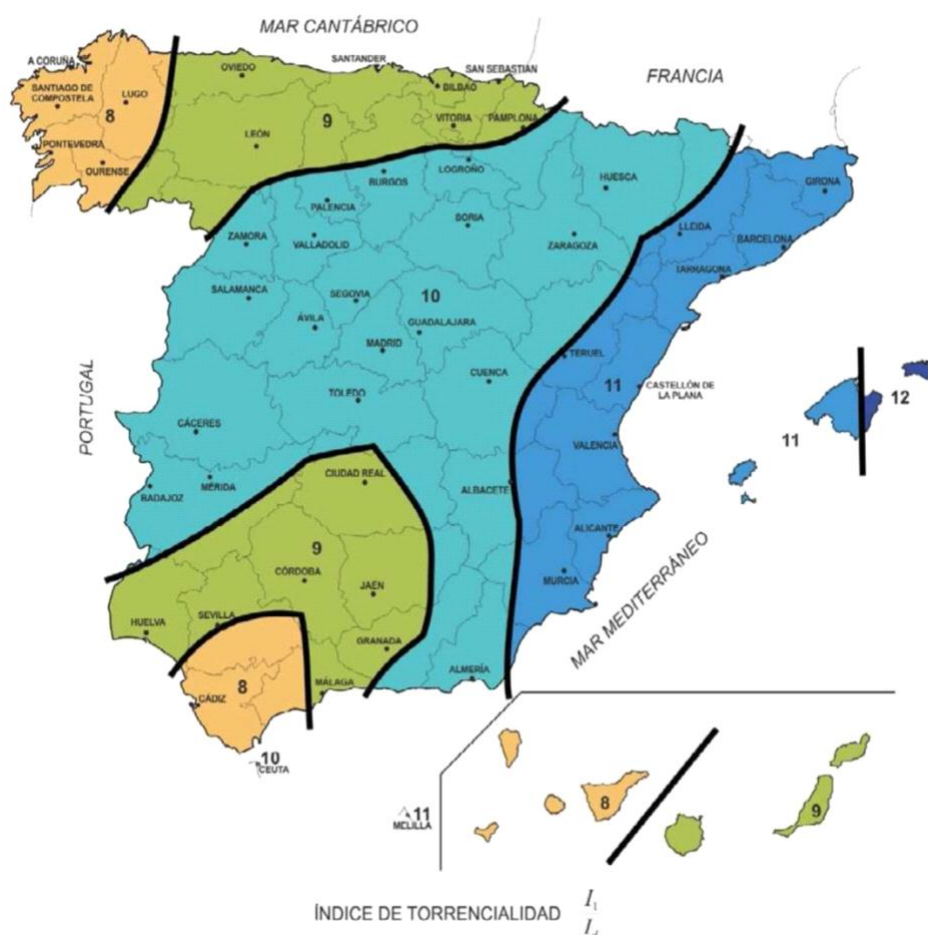 MAR CANTÁBRICO
A CORUÑA
SANTIAGO DE
COMPOSTELA
LUGO
8
PONTEVEDRA
OURENSE
OVIEDO
SANTANDER
SAN SEBASTIÁN
BILBAO
FRANCIA
LEÓN
9
VITORIA
PAMPLONA
LOGROÑO
BURGOS
PALENCIA
HUESCA
GIRONA
ZAMORA
VALLADOLID
SORIA
ZARAGOZA
LLEIDA
BARCELONA
TARRAGONA
SALAMANCA
SEGOVIA
10
ÁVILA
GUADALAJARA
MADRID
TERUEL
CUENCA
11
CASTELLÓN DE
LA PLANA
12
11
PORTUGAL
TOLEDO
CÁCERES
VALENCIA
CIUDAD REAL
MÉRIDA
BADAJOZ
ALBACETE
ALICANTE
9
CÓRDOBA
JAÉN
MURCIA
MAR MEDITERRÁNEO
HUELVA
SEVILLA
GRANADA
ALMERÍA
CÁDIZ
8
MÁLAGA
10
CEUTA
11
MELILLA
8
9
ÍNDICE DE TORRENCIALIDAD I₁
I_d